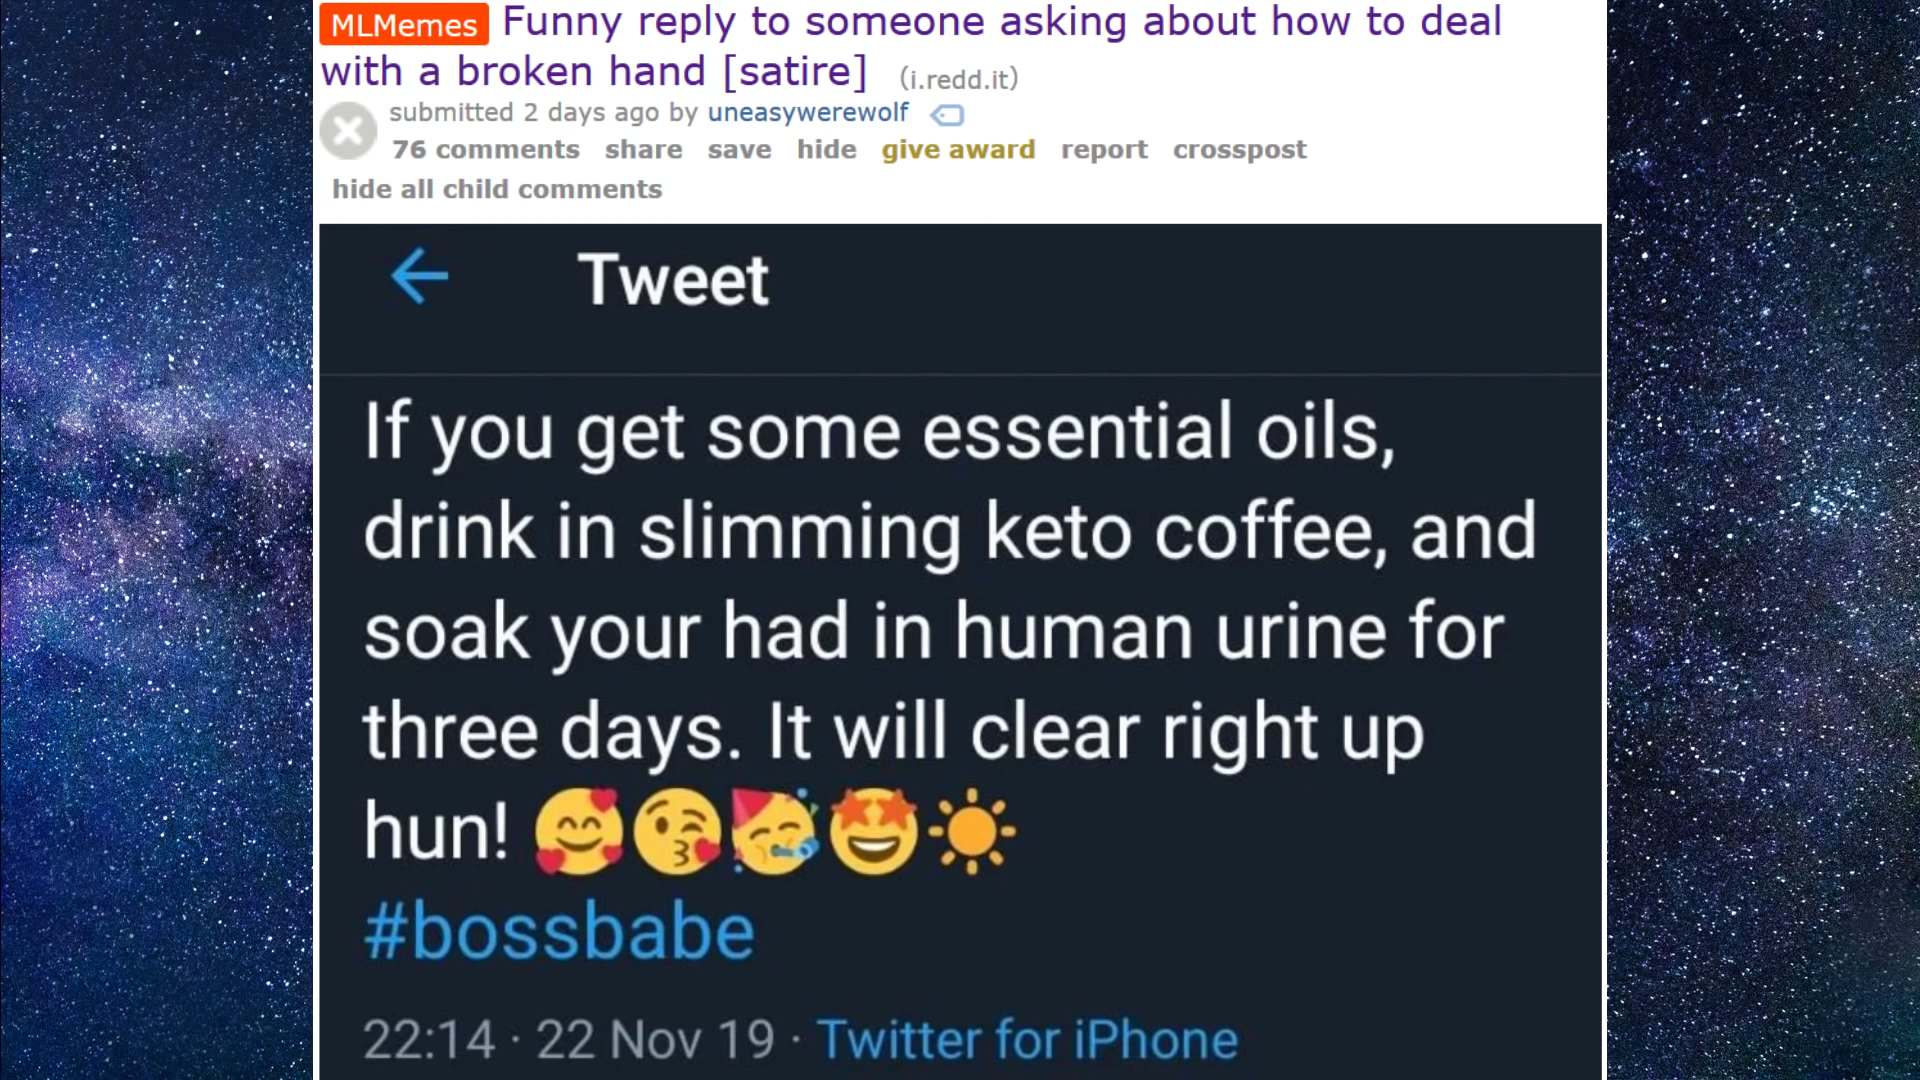 MLMemes Funny reply to someone asking about how to deal
with a broken hand [satire] (i.redd.it)
submitted 2 days ago by uneasywerewolf
76 comments share save hide give award report crosspost
hide all child comments
Tweet
If you get some essential oils,
drink in slimming keto coffee, and
soak your had in human urine for
three days. It will clear right up
hun! 🥰😘🥳🤩☀️
#bossbabe
22:14 · 22 Nov 19 · Twitter for iPhone